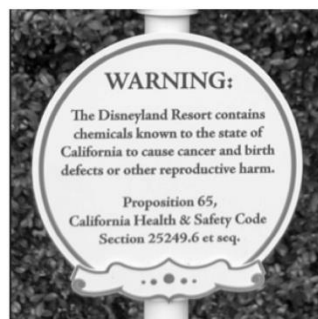 WARNING:
The Disneyland Resort contains
chemicals known to the state of
California to cause cancer and birth
defects or other reproductive harm.
Proposition 65,
California Health & Safety Code
Section 25249.6 et seq.